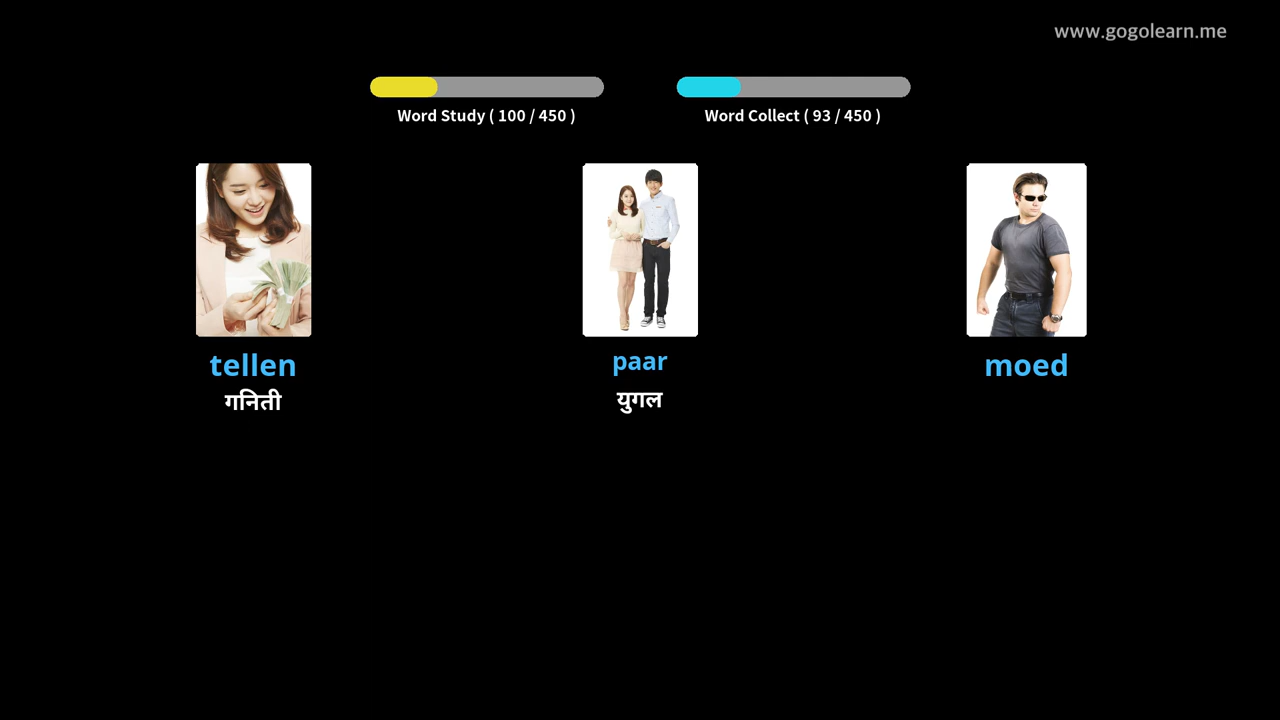 www.gogolearn.me
Word Study ( 100 / 450 )
Word Collect ( 93 / 450 )
tellen
paar
moed
गनिती
युगल